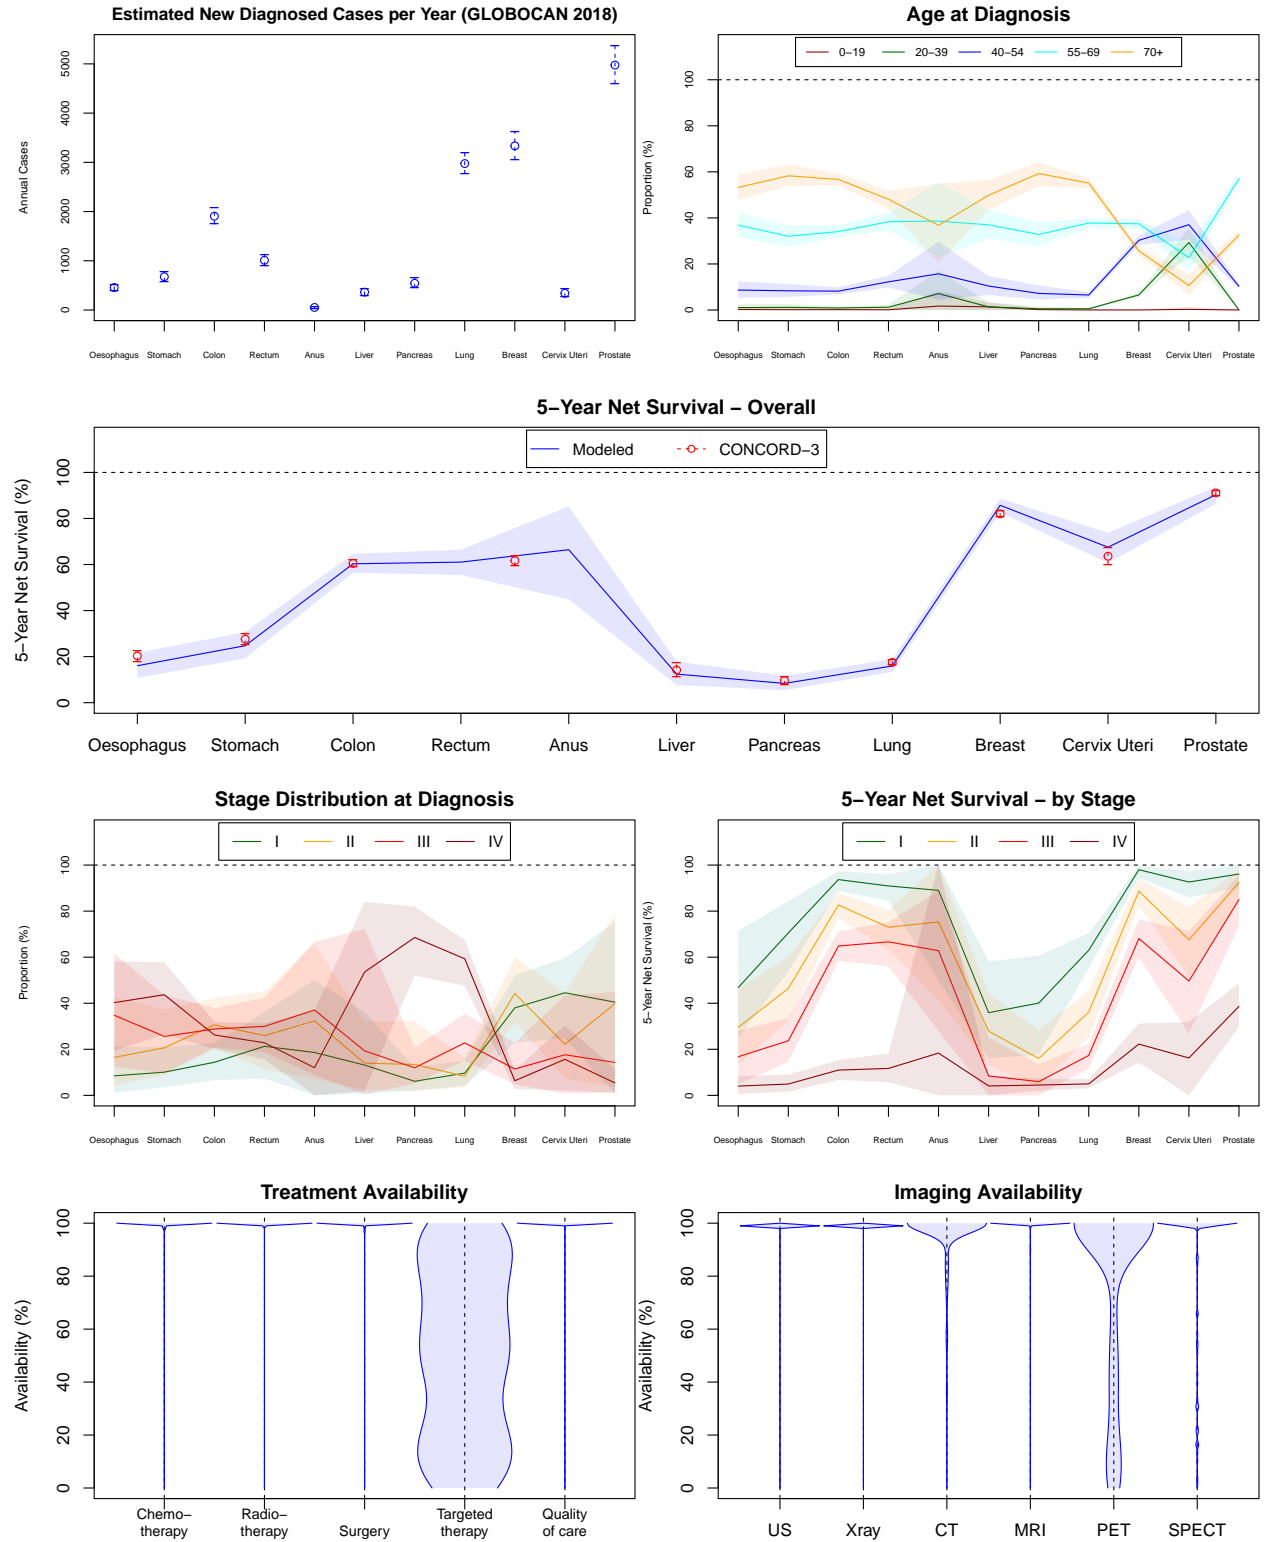 Estimated New Diagnosed Cases per Year (GLOBOCAN 2018)
Annual Cases
0 1000 2000 3000 4000 5000
Oesophagus Stomach Colon Rectum Anus Liver Pancreas Lung Breast Cervix Uteri Prostate
Age at Diagnosis
0−19 20−39 40−54 55−69 70+
Proportion (%)
0 20 40 60 80 100
Oesophagus Stomach Colon Rectum Anus Liver Pancreas Lung Breast Cervix Uteri Prostate
5−Year Net Survival − Overall
Modeled CONCORD−3
5−Year Net Survival (%)
0 20 40 60 80 100
Oesophagus Stomach Colon Rectum Anus Liver Pancreas Lung Breast Cervix Uteri Prostate
Stage Distribution at Diagnosis
I II III IV
Proportion (%)
0 20 40 60 80 100
Oesophagus Stomach Colon Rectum Anus Liver Pancreas Lung Breast Cervix Uteri Prostate
5−Year Net Survival − by Stage
I II III IV
5−Year Net Survival (%)
0 20 40 60 80 100
Oesophagus Stomach Colon Rectum Anus Liver Pancreas Lung Breast Cervix Uteri Prostate
Treatment Availability
Availability (%)
0 20 40 60 80 100
Chemo− Radio− Targeted Quality
therapy therapy Surgery therapy of care
Imaging Availability
Availability (%)
0 20 40 60 80 100
US Xray CT MRI PET SPECT